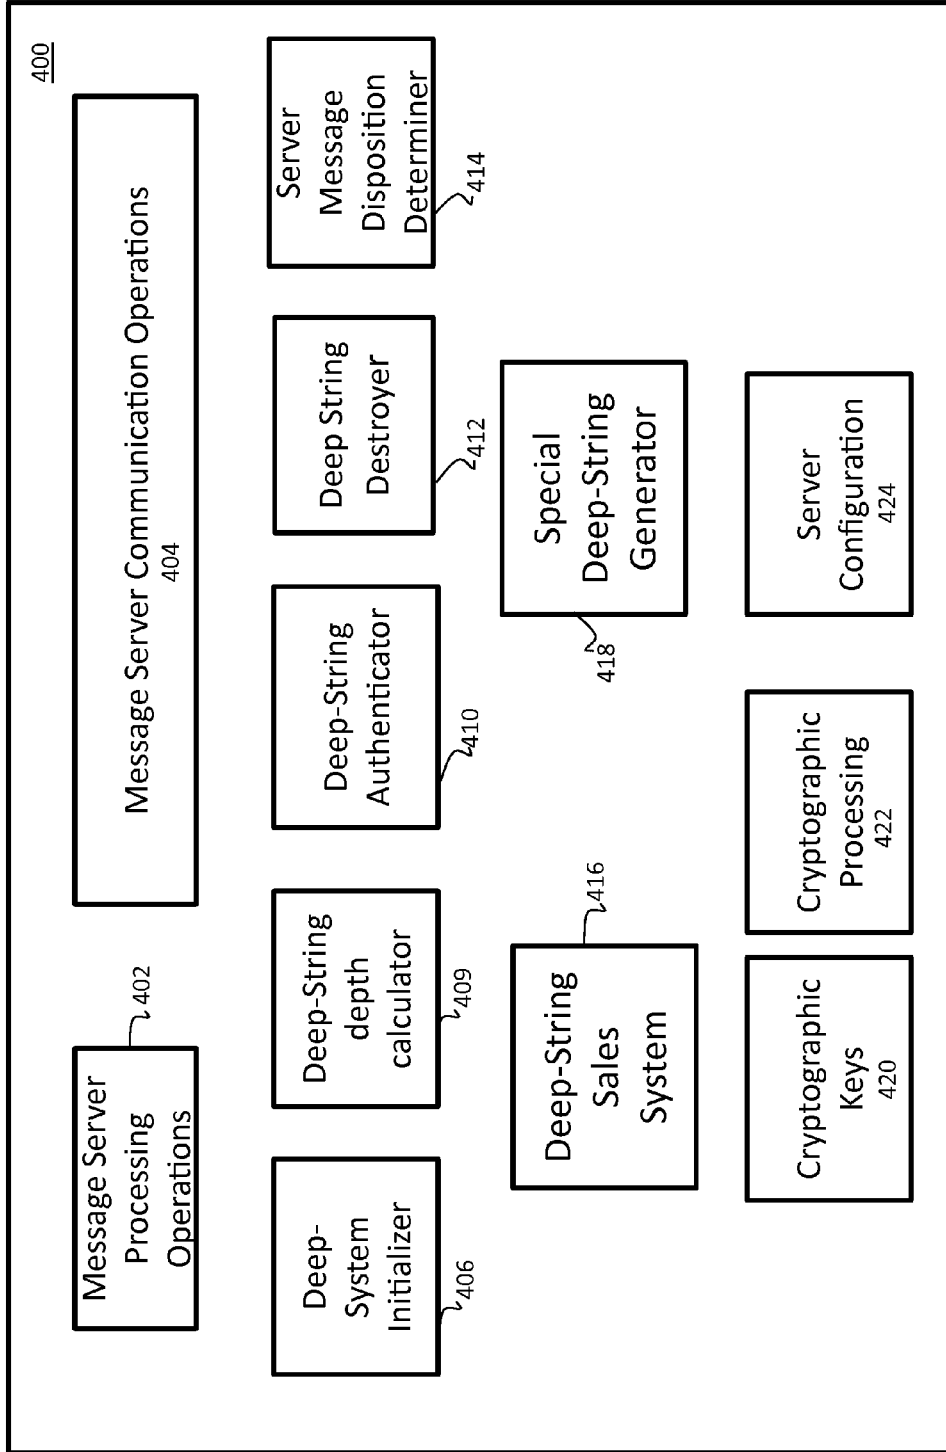 400
Message Server
Processing
Operations
402
Message Server Communication Operations
404
Deep-
System
Initializer
406
Deep-String
depth
calculator
409
Deep-String
Authenticator
410
Deep String
Destroyer
412
Server
Message
Disposition
Determiner
414
Deep-String
Sales
System
416
Special
Deep-String
Generator
418
Cryptographic
Keys
420
Cryptographic
Processing
422
Server
Configuration
424